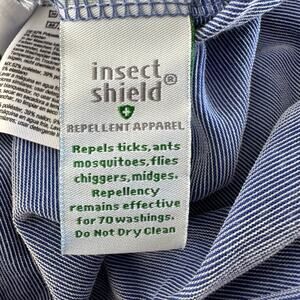 insect
shield®
REPELLENT APPAREL
Repels ticks, ants
mosquitoes, flies
chiggers, midges.
Repellency
remains effective
for 70 washings.
Do Not Dry Clean